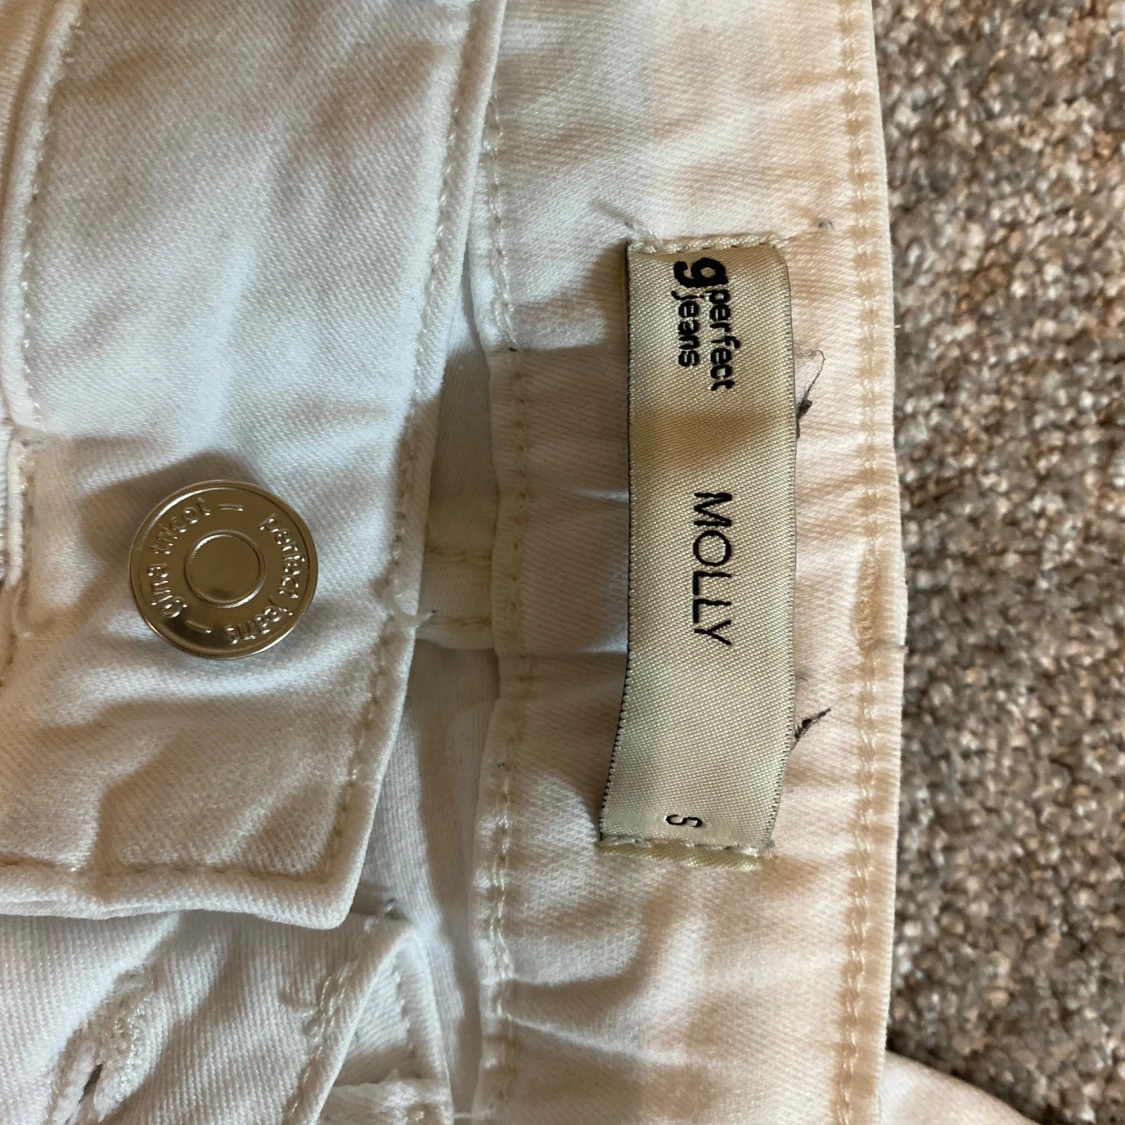 g perfect
jeans
MOLLY
S
perfect jeans – gina tricot –